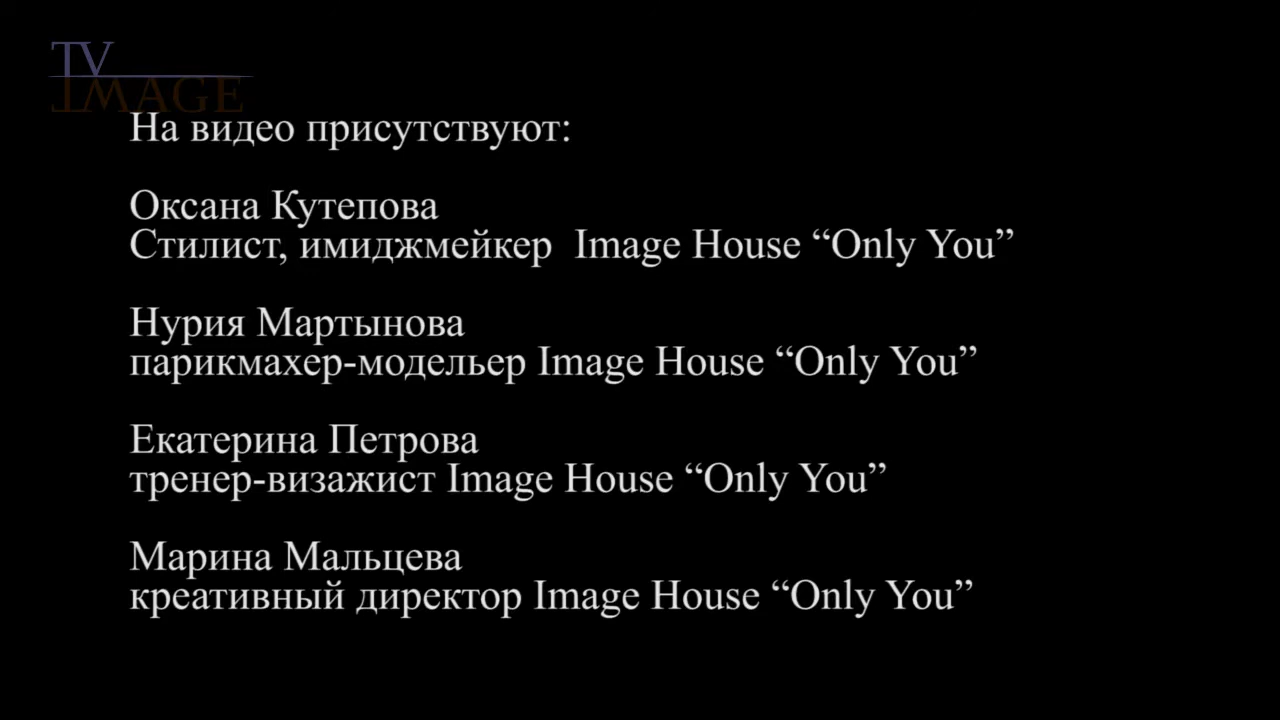 TV
IMAGE
На видео присутствуют:
Оксана Кутепова
Стилист, имиджмейкер Image House “Only You”
Нурия Мартынова
парикмахер-модельер Image House “Only You”
Екатерина Петрова
тренер-визажист Image House “Only You”
Марина Мальцева
креативный директор Image House “Only You”